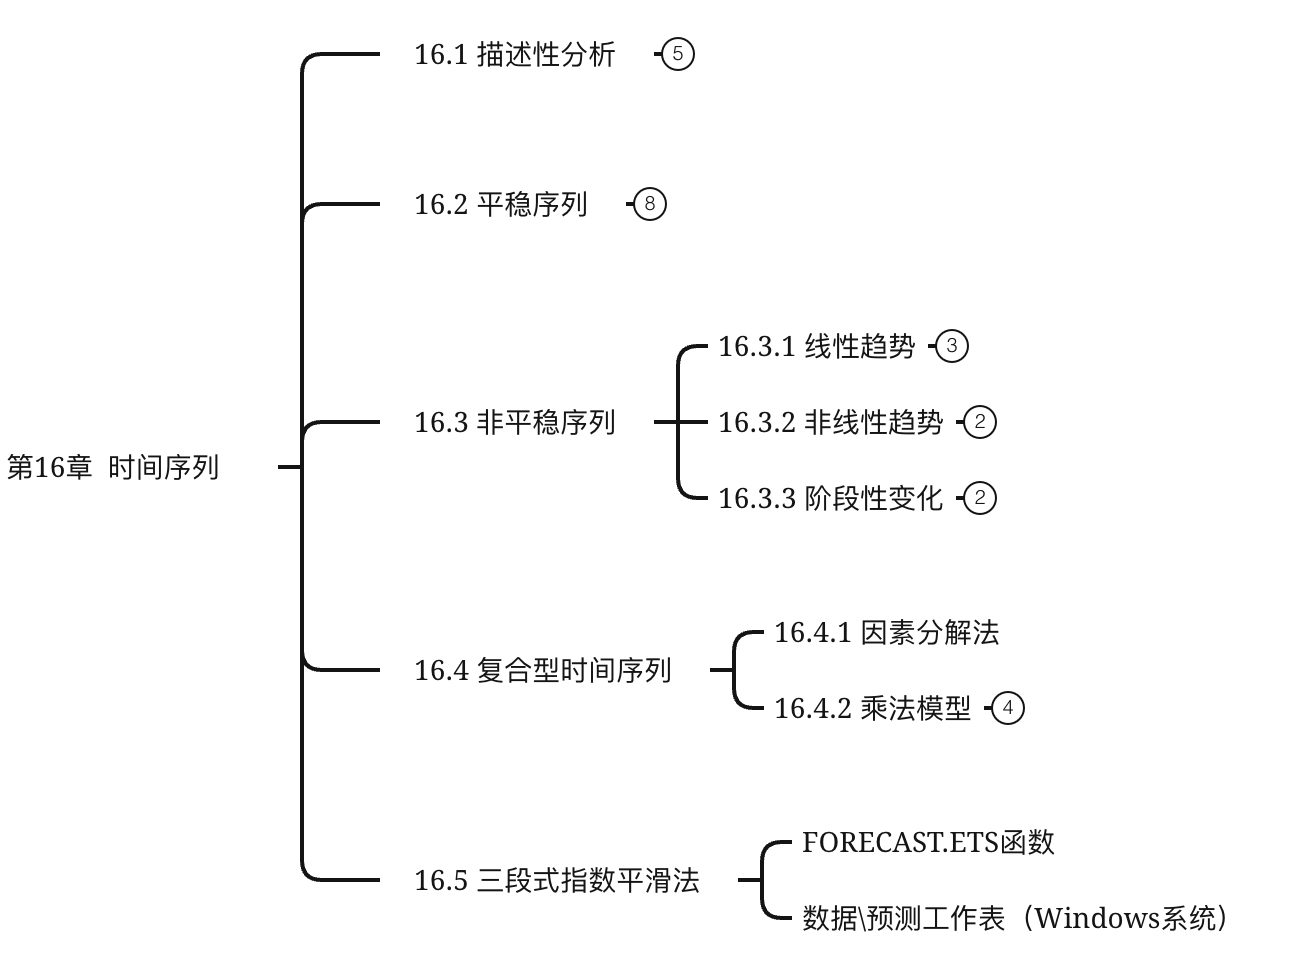 16.1 描述性分析 5
16.2 平稳序列 8
16.3.1 线性趋势 3
16.3 非平稳序列
16.3.2 非线性趋势 2
第16章 时间序列
16.3.3 阶段性变化 2
16.4.1 因素分解法
16.4 复合型时间序列
16.4.2 乘法模型 4
FORECAST.ETS函数
16.5 三段式指数平滑法
数据\预测工作表（Windows系统）